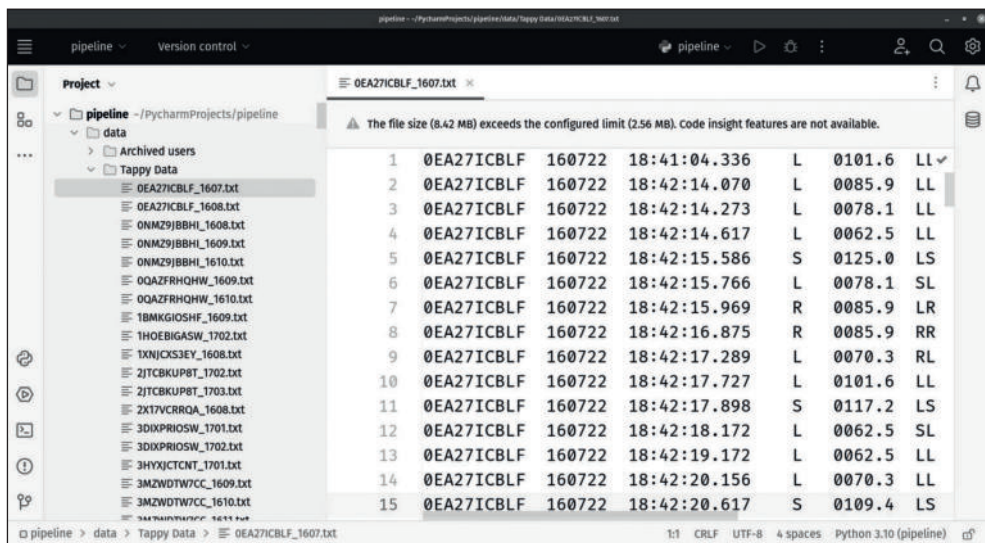 pipeline - ~/PycharmProjects/pipeline/data/Tappy Data/0EA27ICBLF_1607.txt
pipeline Version control pipeline
Project
pipeline ~/PycharmProjects/pipeline
data
Archived users
Tappy Data
0EA27ICBLF_1607.txt
0EA27ICBLF_1608.txt
0NMZ9JBBHI_1608.txt
0NMZ9JBBHI_1609.txt
0NMZ9JBBHI_1610.txt
0QAZFRHQHW_1609.txt
0QAZFRHQHW_1610.txt
1BMKGIOSHF_1609.txt
1HOEBIGASW_1702.txt
1XNJCXS3EY_1608.txt
2JTCBKUP8T_1702.txt
2JTCBKUP8T_1703.txt
2X17VCRRQA_1608.txt
3DIXPRIOSW_1701.txt
3DIXPRIOSW_1702.txt
3HYXJCTCNT_1701.txt
3MZWDTW7CC_1609.txt
3MZWDTW7CC_1610.txt
3MZWDTW7CC_1611.txt
0EA27ICBLF_1607.txt
The file size (8.42 MB) exceeds the configured limit (2.56 MB). Code insight features are not available.
1 0EA27ICBLF 160722 18:41:04.336 L 0101.6 LL
2 0EA27ICBLF 160722 18:42:14.070 L 0085.9 LL
3 0EA27ICBLF 160722 18:42:14.273 L 0078.1 LL
4 0EA27ICBLF 160722 18:42:14.617 L 0062.5 LL
5 0EA27ICBLF 160722 18:42:15.586 S 0125.0 LS
6 0EA27ICBLF 160722 18:42:15.766 L 0078.1 SL
7 0EA27ICBLF 160722 18:42:15.969 R 0085.9 LR
8 0EA27ICBLF 160722 18:42:16.875 R 0085.9 RR
9 0EA27ICBLF 160722 18:42:17.289 L 0070.3 RL
10 0EA27ICBLF 160722 18:42:17.727 L 0101.6 LL
11 0EA27ICBLF 160722 18:42:17.898 S 0117.2 LS
12 0EA27ICBLF 160722 18:42:18.172 L 0062.5 SL
13 0EA27ICBLF 160722 18:42:19.172 L 0062.5 LL
14 0EA27ICBLF 160722 18:42:20.156 L 0070.3 LL
15 0EA27ICBLF 160722 18:42:20.617 S 0109.4 LS
pipeline > data > Tappy Data > 0EA27ICBLF_1607.txt 1:1 CRLF UTF-8 4 spaces Python 3.10 (pipeline)